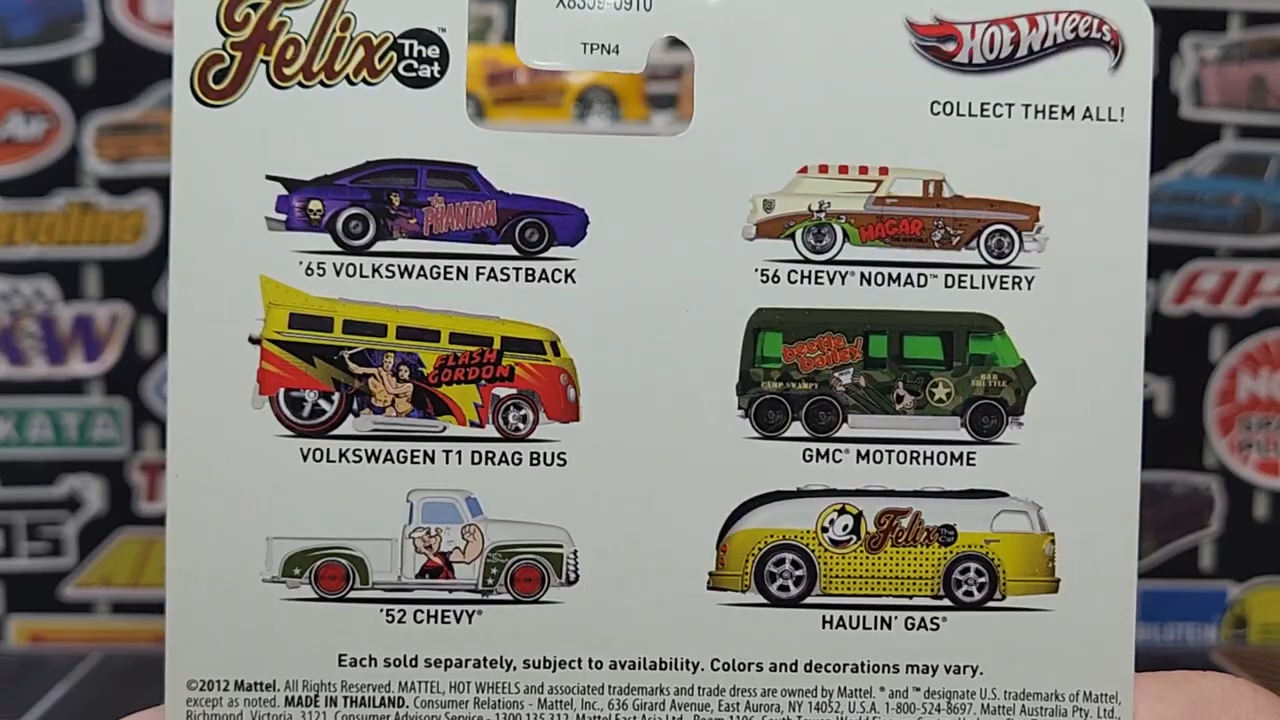 X8309-0910
TPN4
Felix The Cat™
HOT WHEELS
COLLECT THEM ALL!
the PHANTOM
HAGAR
'65 VOLKSWAGEN FASTBACK
'56 CHEVY® NOMAD™ DELIVERY
FLASH GORDON
beetle bailey
CAMP SWAMPY
R&R SHUTTLE
VOLKSWAGEN T1 DRAG BUS
GMC® MOTORHOME
Felix The Cat
'52 CHEVY®
HAULIN' GAS®
Each sold separately, subject to availability. Colors and decorations may vary.
©2012 Mattel. All Rights Reserved. MATTEL, HOT WHEELS and associated trademarks and trade dress are owned by Mattel. ® and ™ designate U.S. trademarks of Mattel,
except as noted. MADE IN THAILAND. Consumer Relations - Mattel, Inc., 636 Girard Avenue, East Aurora, NY 14052, U.S.A. 1-800-524-8697. Mattel Australia Pty. Ltd.,
Richmond, Victoria. 3121. Consumer Advisory Service - 1300 135 312. Mattel East Asia Ltd., Room 1106, South Tower, World